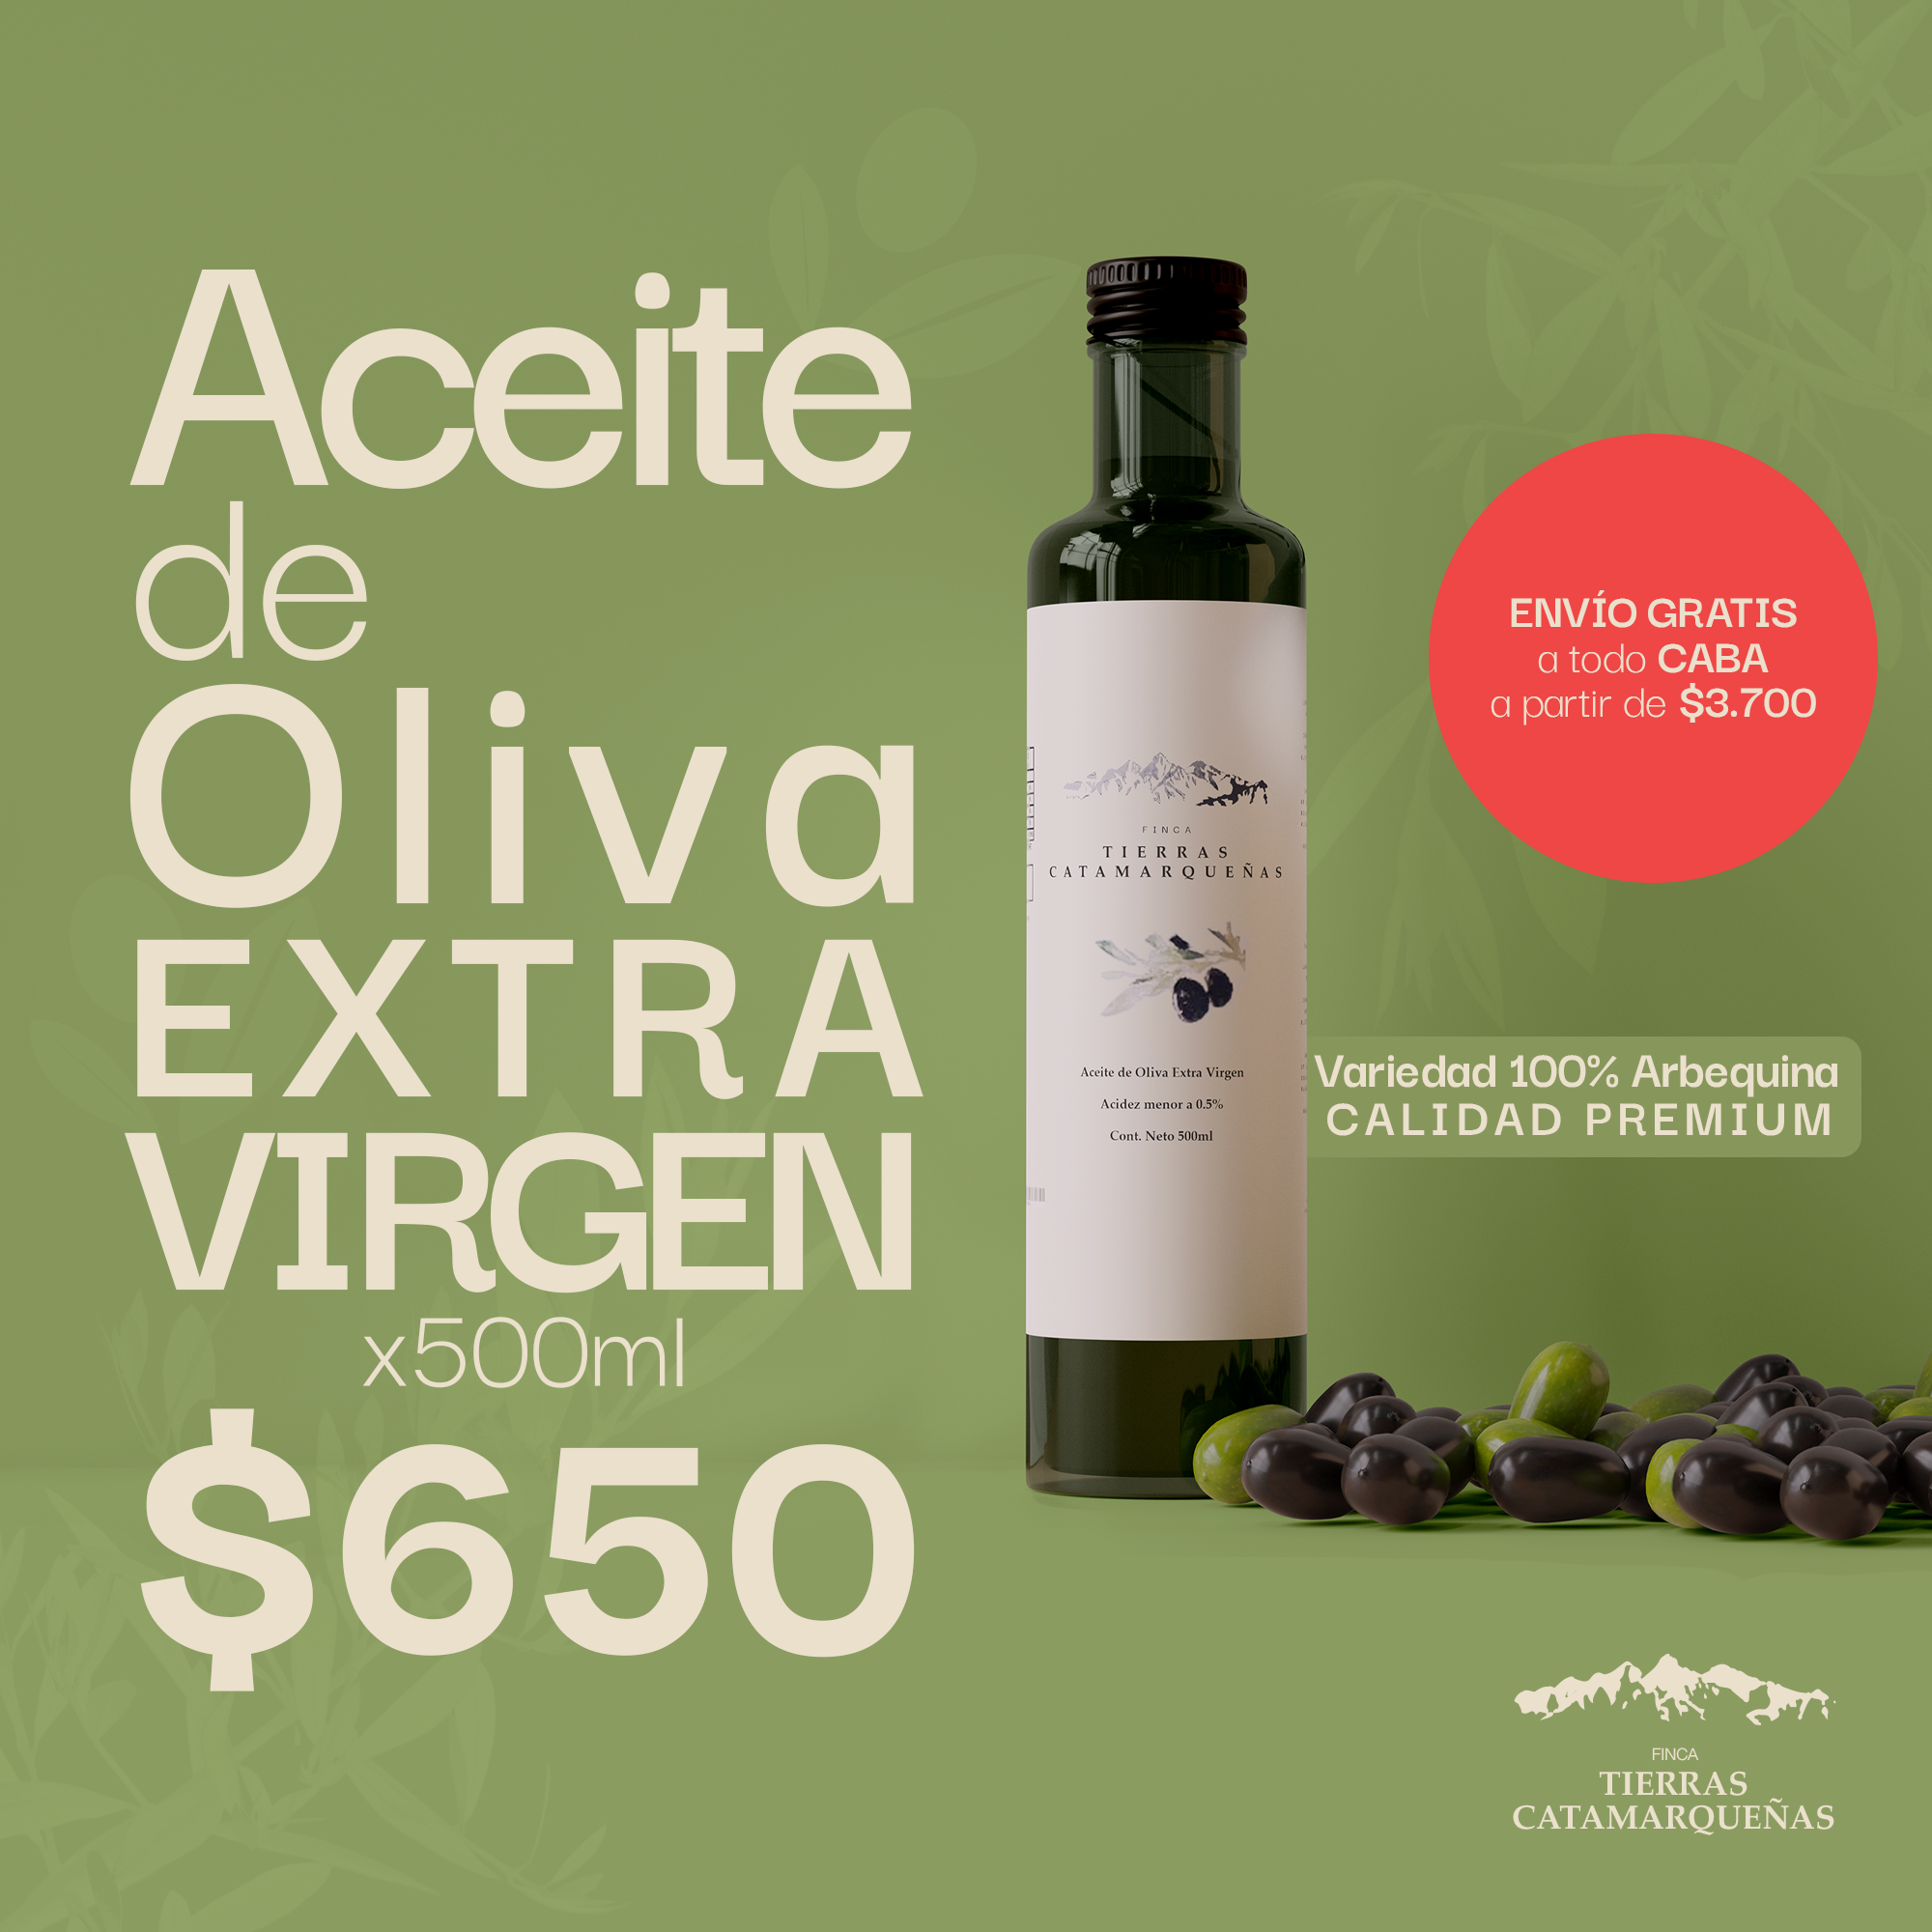 Aceite
de
Oliva
EXTRA
VIRGEN
x500ml
$650
FINCA
TIERRAS
CATAMARQUEÑAS
Aceite de Oliva Extra Virgen
Acidez menor a 0.5%
Cont. Neto 500ml
ENVÍO GRATIS
a todo CABA
a partir de $3.700
Variedad 100% Arbequina
CALIDAD PREMIUM
FINCA
TIERRAS
CATAMARQUEÑAS